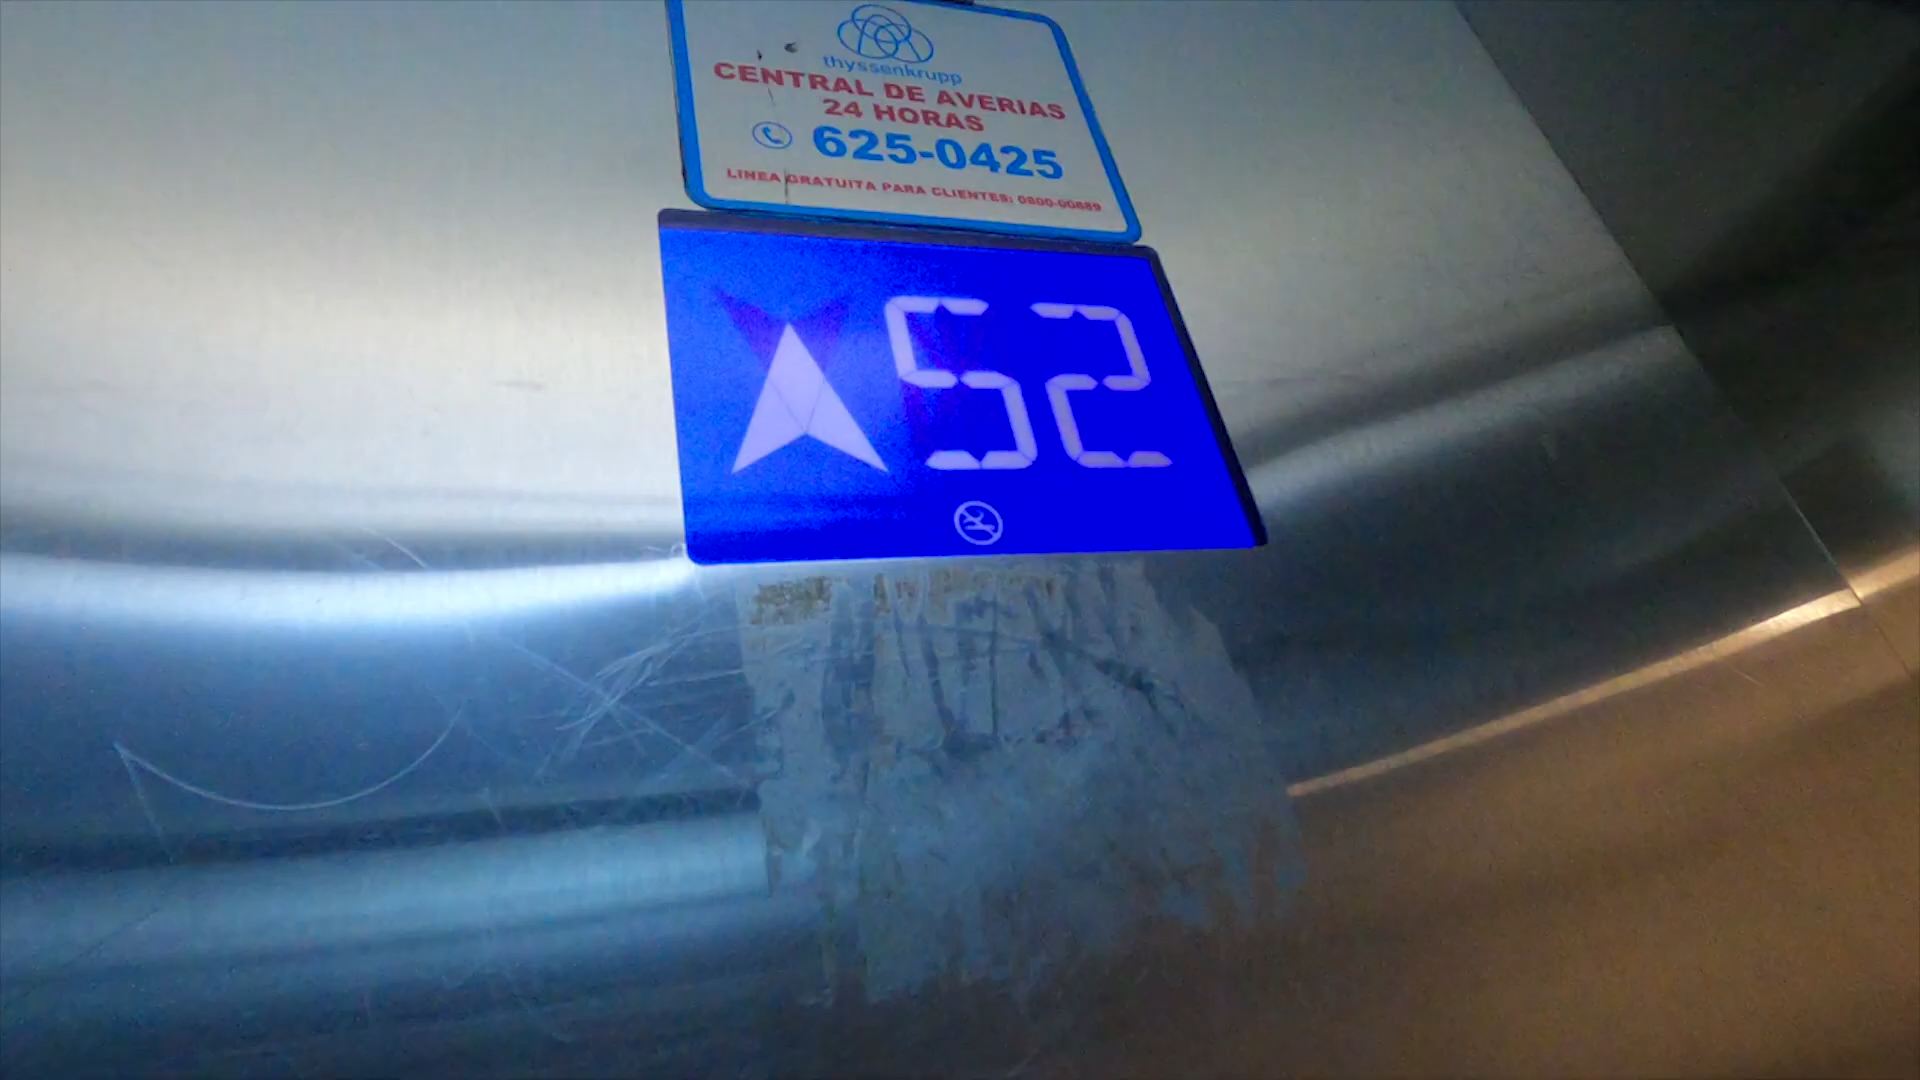 thyssenkrupp
CENTRAL DE AVERIAS
24 HORAS
625-0425
LINEA GRATUITA PARA CLIENTES: 0800-00889
52